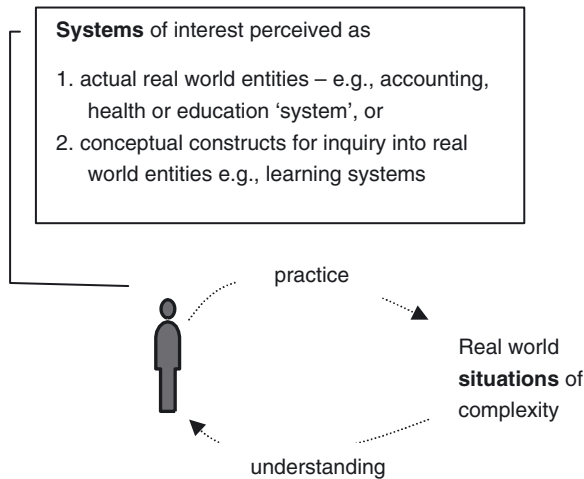 Systems of interest perceived as
1. actual real world entities – e.g., accounting,
health or education ‘system’, or
2. conceptual constructs for inquiry into real
world entities e.g., learning systems
practice
Real world
situations of
complexity
understanding